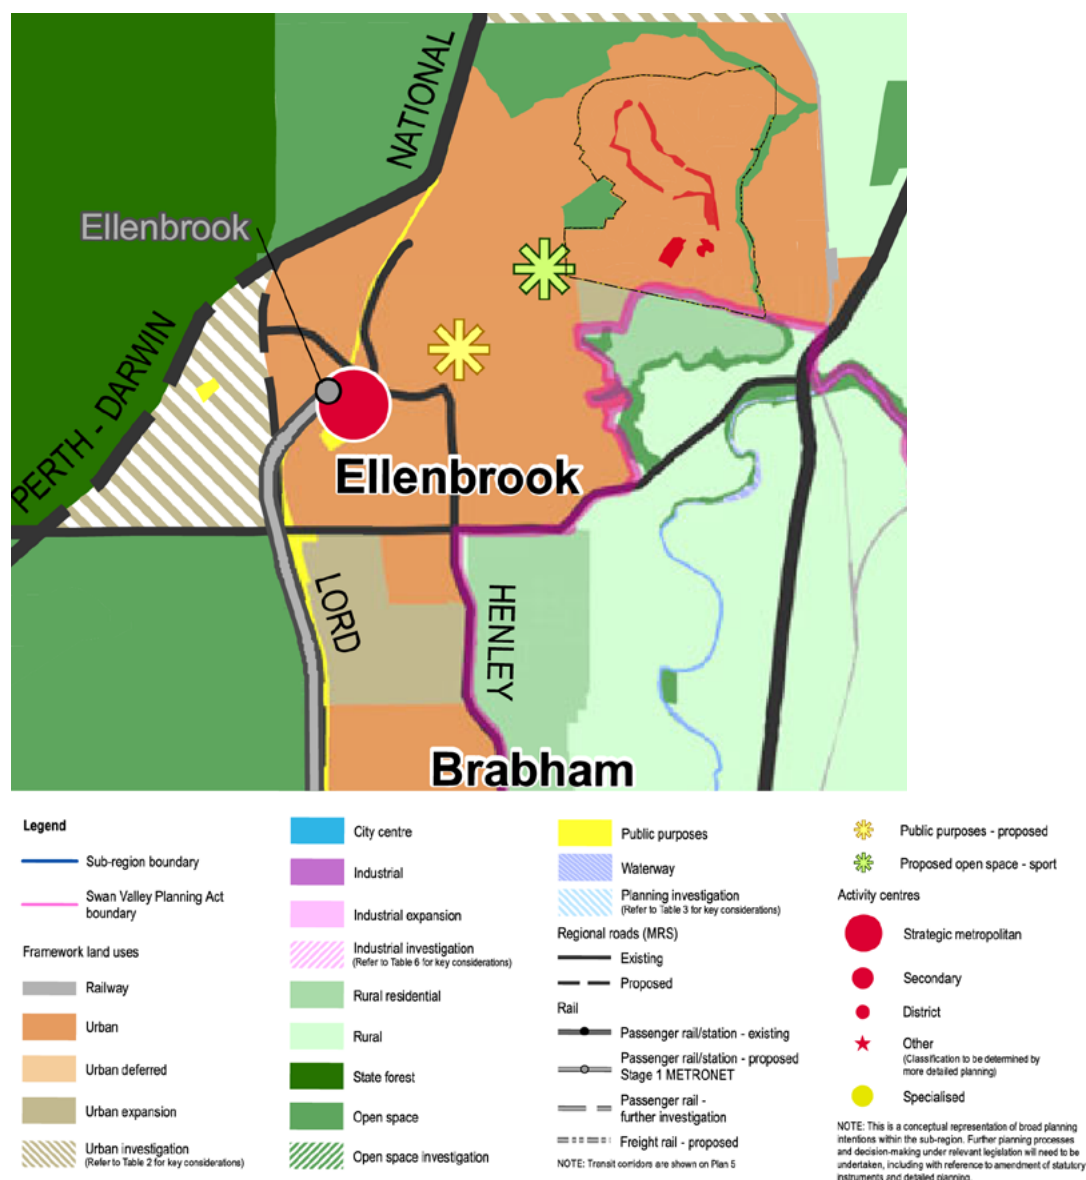 NATIONAL
Ellenbrook
PERTH - DARWIN
Ellenbrook
LORD
HENLEY
Brabham
Legend
Sub-region boundary
Swan Valley Planning Act
boundary
Framework land uses
Railway
Urban
Urban deferred
Urban expansion
Urban investigation
(Refer to Table 2 for key considerations)
City centre
Industrial
Industrial expansion
Industrial investigation
(Refer to Table 6 for key considerations)
Rural residential
Rural
State forest
Open space
Open space investigation
Public purposes
Waterway
Planning investigation
(Refer to Table 3 for key considerations)
Regional roads (MRS)
Existing
Proposed
Rail
Passenger rail/station - existing
Passenger rail/station - proposed
Stage 1 METRONET
Passenger rail -
further investigation
Freight rail - proposed
NOTE: Transit corridors are shown on Plan 5
Public purposes - proposed
Proposed open space - sport
Activity centres
Strategic metropolitan
Secondary
District
Other
(Classification to be determined by
more detailed planning)
Specialised
NOTE: This is a conceptual representation of broad planning
intentions within the sub-region. Further planning processes
and decision-making under relevant legislation will need to be
undertaken, including with reference to amendment of statutory
instruments and detailed planning.